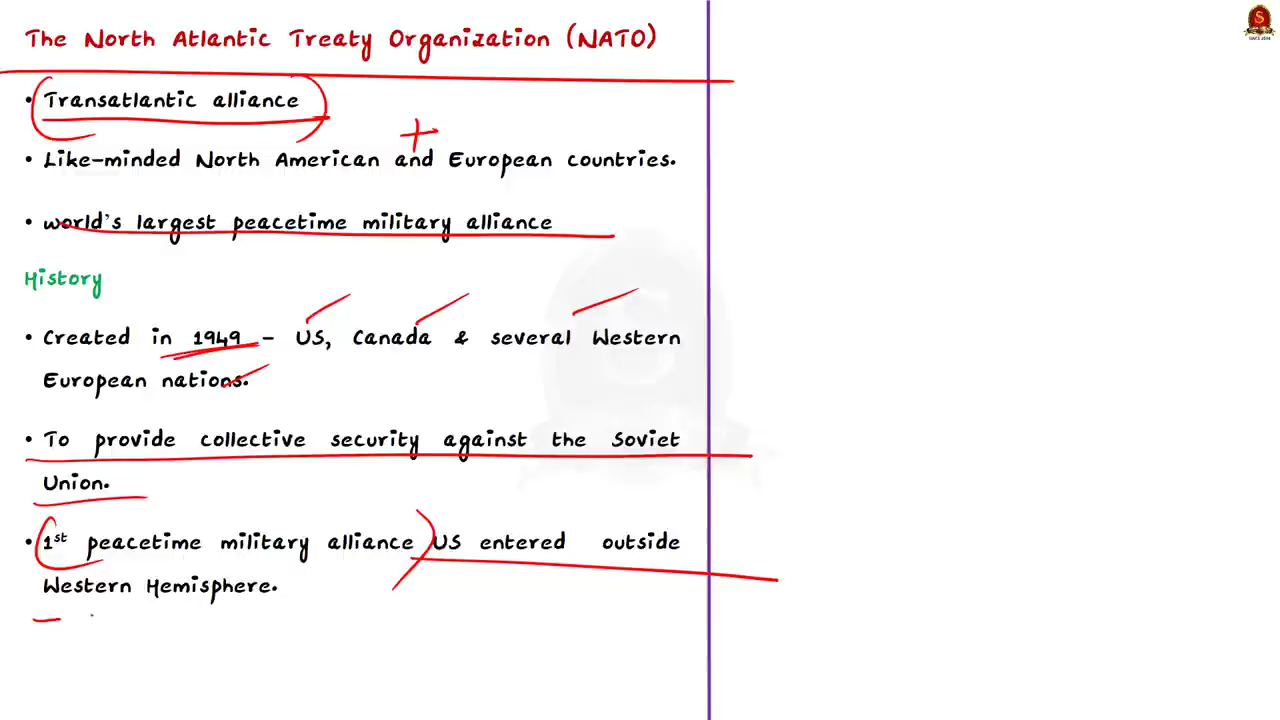 The North Atlantic Treaty Organization (NATO)
• Transatlantic alliance
• Like-minded North American and European countries.
• world's largest peacetime military alliance
History
• Created in 1949 - US, Canada & several Western
European nations.
• To provide collective security against the Soviet
Union.
• 1st peacetime military alliance US entered outside
Western Hemisphere.